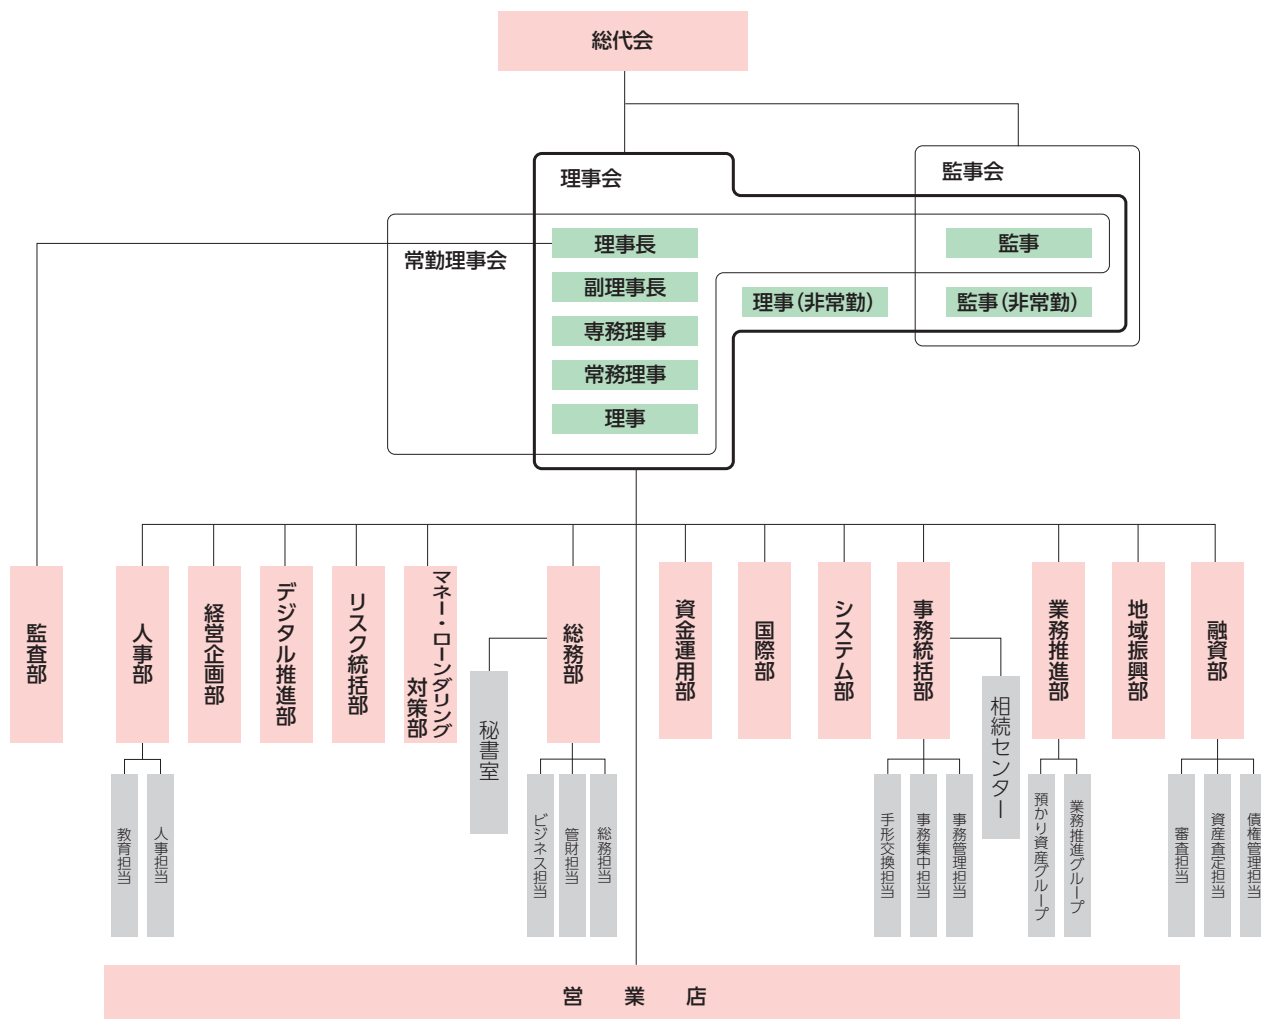 総代会
理事会
監事会
常勤理事会
理事長
監事
副理事長
理事(非常勤)
監事(非常勤)
専務理事
常務理事
理事
監査部
人事部
経営企画部
デジタル推進部
リスク統括部
マネー・ローンダリング
対策部
総務部
資金運用部
国際部
システム部
事務統括部
業務推進部
地域振興部
融資部
秘書室
相続センター
教育担当
人事担当
ビジネス担当
管財担当
総務担当
手形交換担当
事務集中担当
事務管理担当
預かり資産グループ
業務推進グループ
審査担当
資産査定担当
債権管理担当
営　業　店